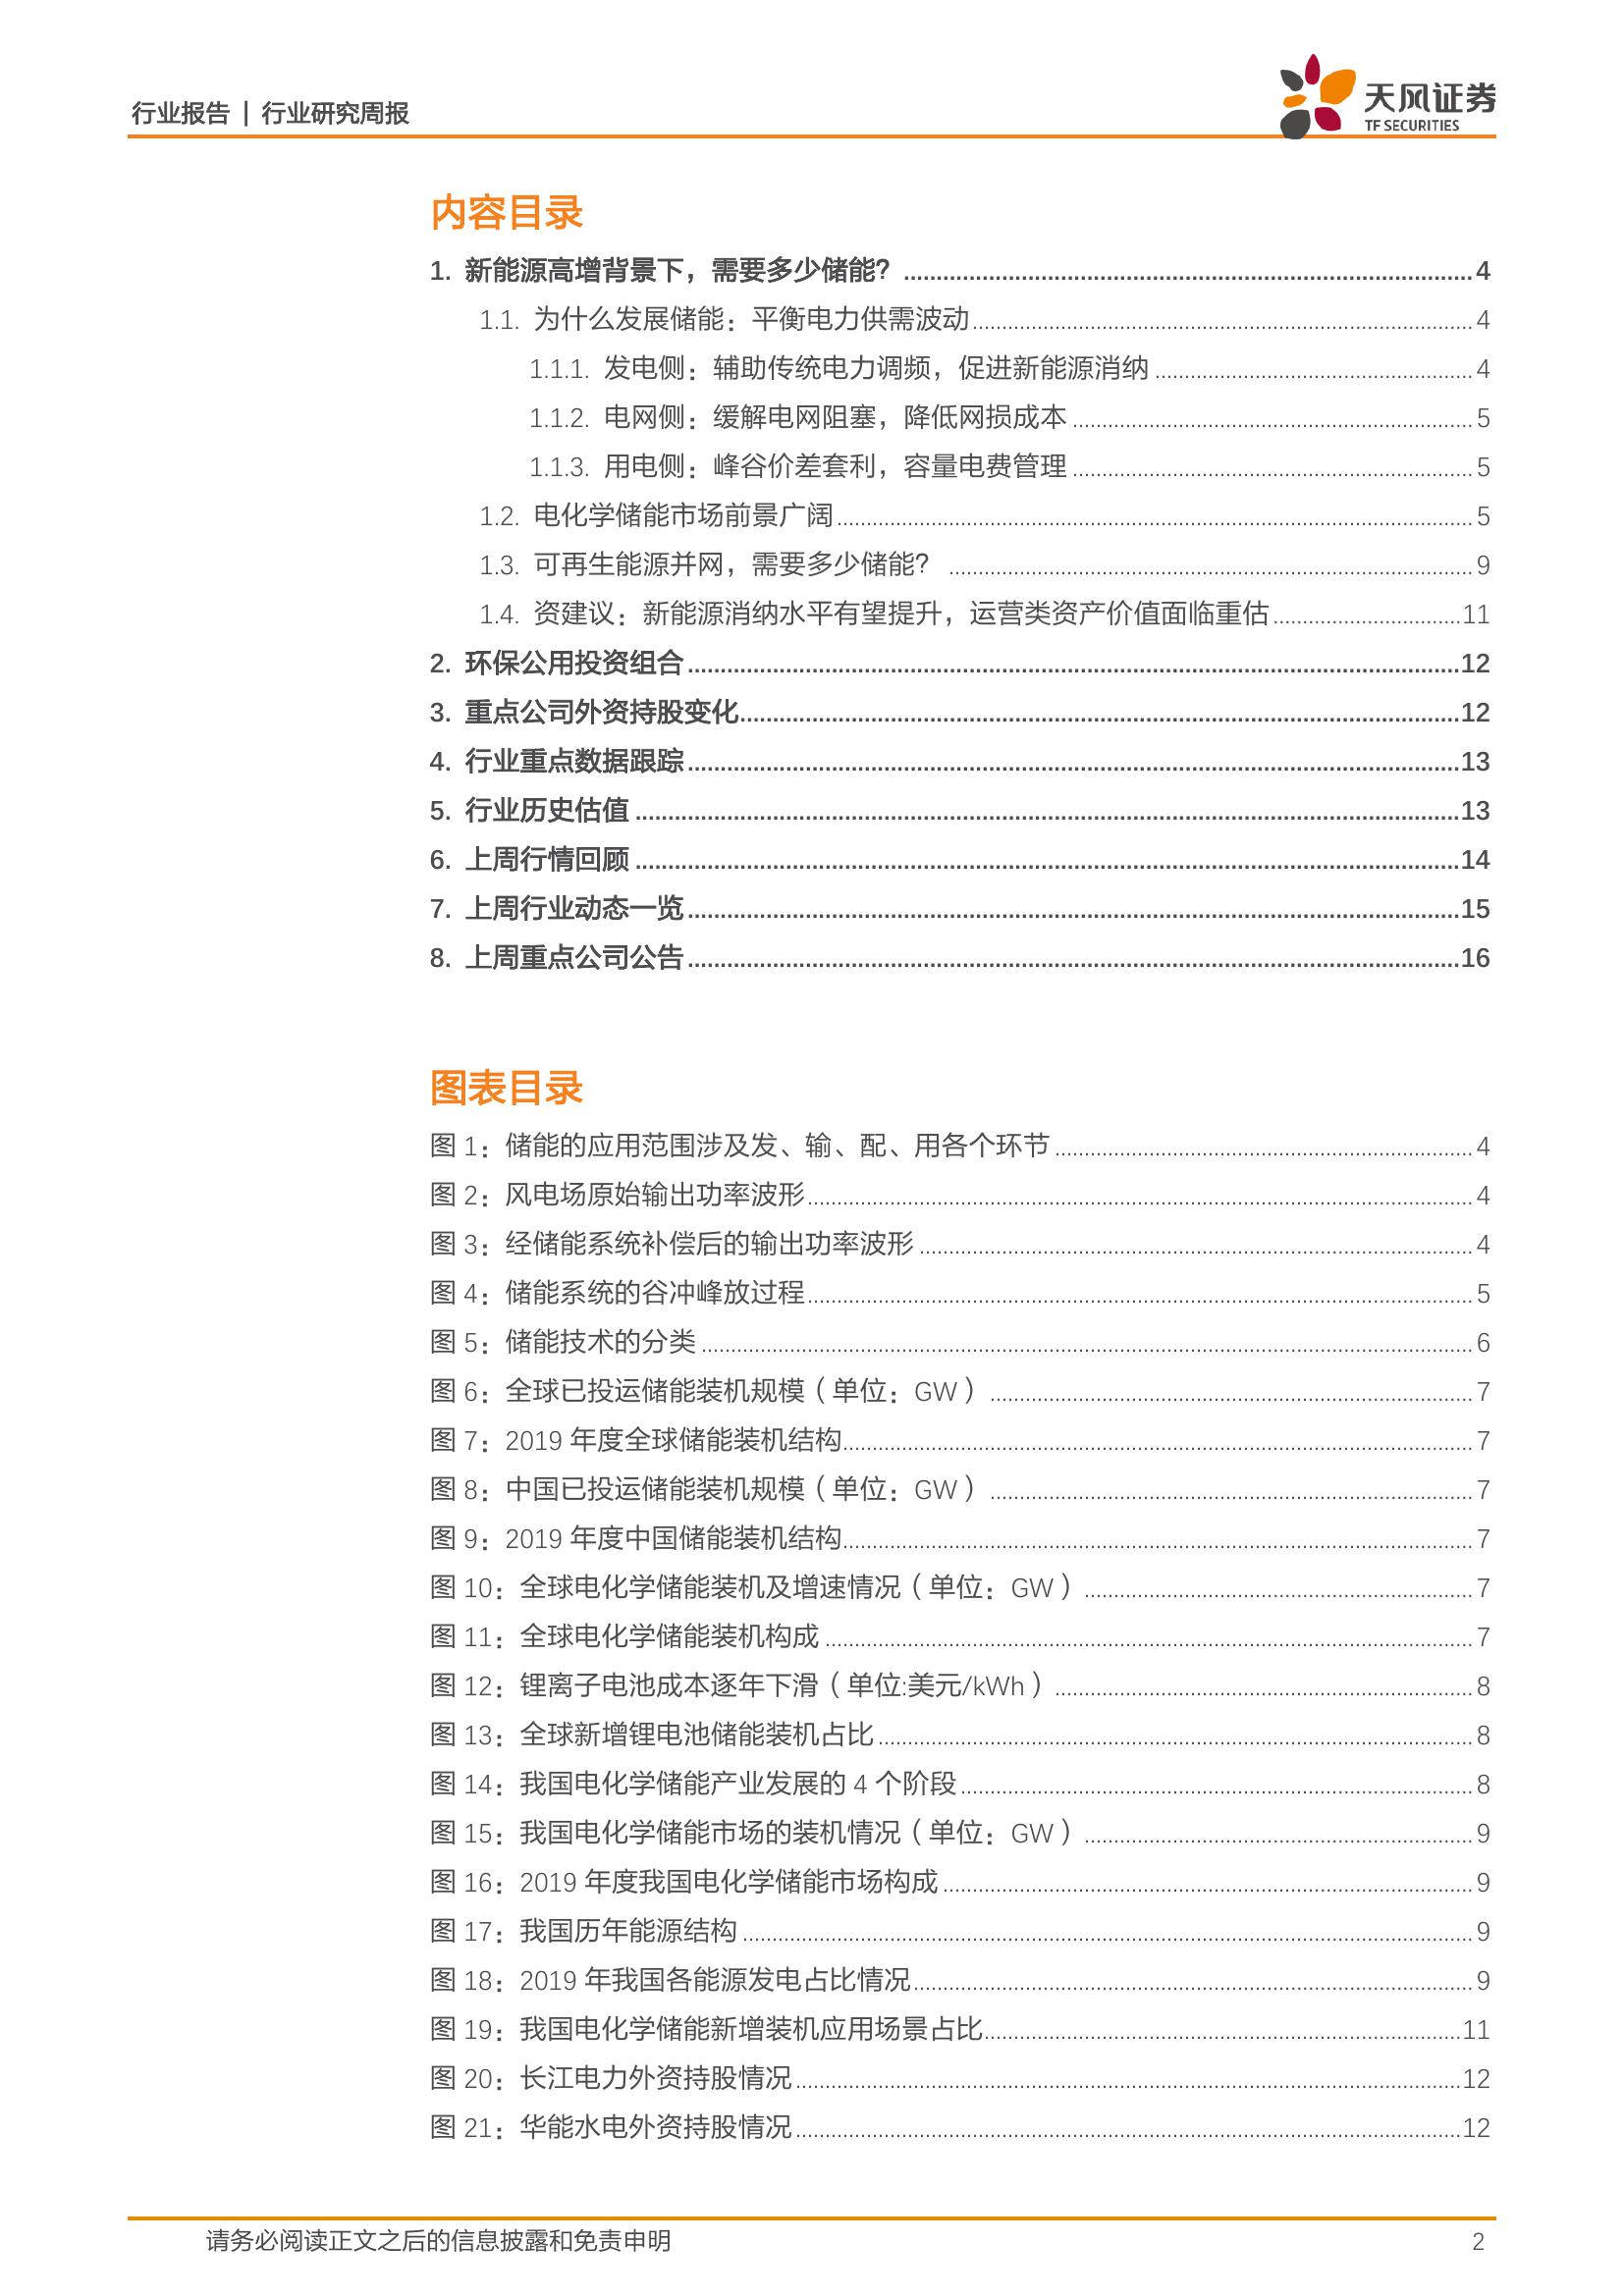 行业报告 | 行业研究周报
天风证券
TF SECURITIES
内容目录
1. 新能源高增背景下，需要多少储能？ 4
1.1. 为什么发展储能：平衡电力供需波动 4
1.1.1. 发电侧：辅助传统电力调频，促进新能源消纳 4
1.1.2. 电网侧：缓解电网阻塞，降低网损成本 5
1.1.3. 用电侧：峰谷价差套利，容量电费管理 5
1.2. 电化学储能市场前景广阔 5
1.3. 可再生能源并网，需要多少储能？ 9
1.4. 资建议：新能源消纳水平有望提升，运营类资产价值面临重估 11
2. 环保公用投资组合 12
3. 重点公司外资持股变化 12
4. 行业重点数据跟踪 13
5. 行业历史估值 13
6. 上周行情回顾 14
7. 上周行业动态一览 15
8. 上周重点公司公告 16
图表目录
图 1：储能的应用范围涉及发、输、配、用各个环节 4
图 2：风电场原始输出功率波形 4
图 3：经储能系统补偿后的输出功率波形 4
图 4：储能系统的谷冲峰放过程 5
图 5：储能技术的分类 6
图 6：全球已投运储能装机规模（单位：GW） 7
图 7：2019 年度全球储能装机结构 7
图 8：中国已投运储能装机规模（单位：GW） 7
图 9：2019 年度中国储能装机结构 7
图 10：全球电化学储能装机及增速情况（单位：GW） 7
图 11：全球电化学储能装机构成 7
图 12：锂离子电池成本逐年下滑（单位:美元/kWh） 8
图 13：全球新增锂电池储能装机占比 8
图 14：我国电化学储能产业发展的 4 个阶段 8
图 15：我国电化学储能市场的装机情况（单位：GW） 9
图 16：2019 年度我国电化学储能市场构成 9
图 17：我国历年能源结构 9
图 18：2019 年我国各能源发电占比情况 9
图 19：我国电化学储能新增装机应用场景占比 11
图 20：长江电力外资持股情况 12
图 21：华能水电外资持股情况 12
请务必阅读正文之后的信息披露和免责申明 2